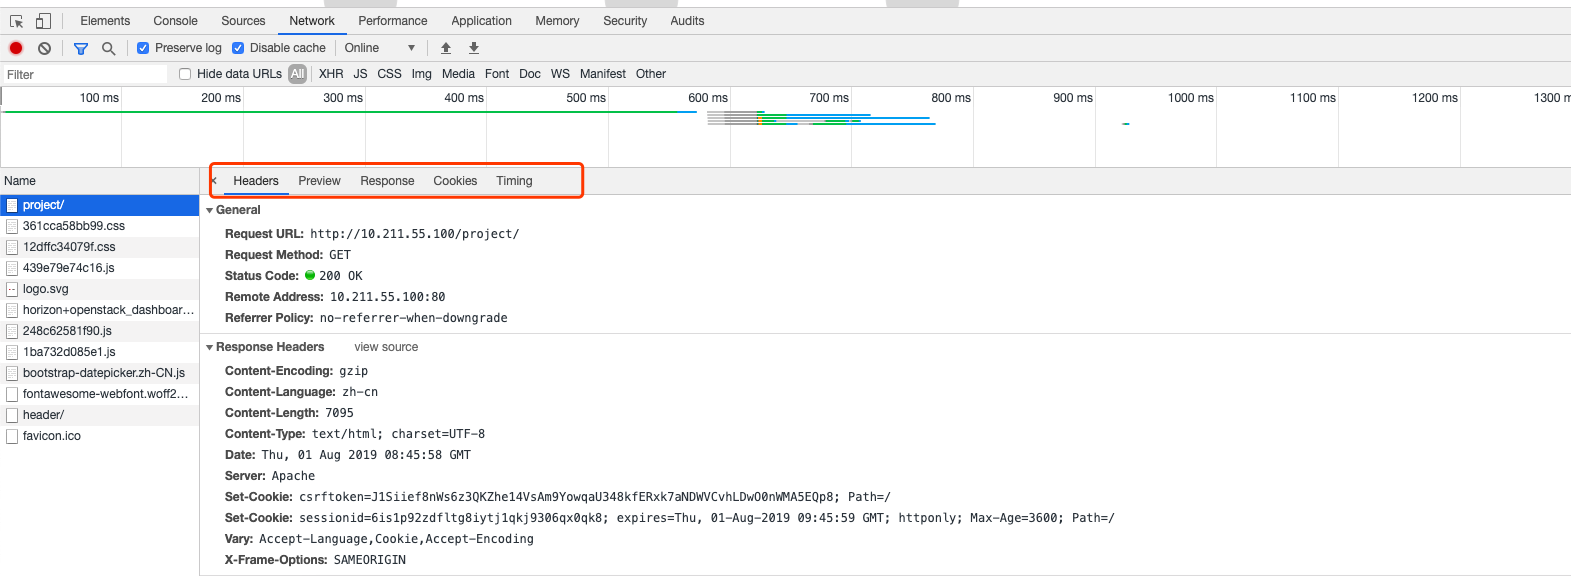 Elements Console Sources Network Performance Application Memory Security Audits
Preserve log Disable cache Online
Filter Hide data URLs All XHR JS CSS Img Media Font Doc WS Manifest Other
100 ms 200 ms 300 ms 400 ms 500 ms 600 ms 700 ms 800 ms 900 ms 1000 ms 1100 ms 1200 ms 1300 m
Name
× Headers Preview Response Cookies Timing
project/
361cca58bb99.css
12dffc34079f.css
439e79e74c16.js
logo.svg
horizon+openstack_dashboar…
248c62581f90.js
1ba732d085e1.js
bootstrap-datepicker.zh-CN.js
fontawesome-webfont.woff2…
header/
favicon.ico
General
Request URL: http://10.211.55.100/project/
Request Method: GET
Status Code: 200 OK
Remote Address: 10.211.55.100:80
Referrer Policy: no-referrer-when-downgrade
Response Headers view source
Content-Encoding: gzip
Content-Language: zh-cn
Content-Length: 7095
Content-Type: text/html; charset=UTF-8
Date: Thu, 01 Aug 2019 08:45:58 GMT
Server: Apache
Set-Cookie: csrftoken=J1Siief8nWs6z3QKZhe14VsAm9YowqaU348kfERxk7aNDWVCvhLDwO0nWMA5EQp8; Path=/
Set-Cookie: sessionid=6is1p92zdfltg8iytj1qkj9306qx0qk8; expires=Thu, 01-Aug-2019 09:45:59 GMT; httponly; Max-Age=3600; Path=/
Vary: Accept-Language,Cookie,Accept-Encoding
X-Frame-Options: SAMEORIGIN